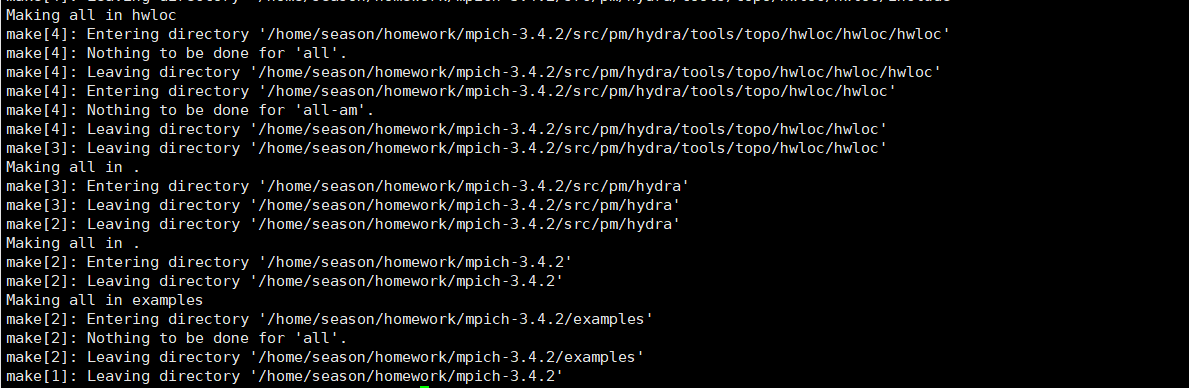 make[4]: Leaving directory '/home/season/homework/mpich-3.4.2/src/pm/hydra/tools/topo/hwloc/hwloc/include'
Making all in hwloc
make[4]: Entering directory '/home/season/homework/mpich-3.4.2/src/pm/hydra/tools/topo/hwloc/hwloc/hwloc'
make[4]: Nothing to be done for 'all'.
make[4]: Leaving directory '/home/season/homework/mpich-3.4.2/src/pm/hydra/tools/topo/hwloc/hwloc/hwloc'
make[4]: Entering directory '/home/season/homework/mpich-3.4.2/src/pm/hydra/tools/topo/hwloc/hwloc'
make[4]: Nothing to be done for 'all-am'.
make[4]: Leaving directory '/home/season/homework/mpich-3.4.2/src/pm/hydra/tools/topo/hwloc/hwloc'
make[3]: Leaving directory '/home/season/homework/mpich-3.4.2/src/pm/hydra/tools/topo/hwloc/hwloc'
Making all in .
make[3]: Entering directory '/home/season/homework/mpich-3.4.2/src/pm/hydra'
make[3]: Leaving directory '/home/season/homework/mpich-3.4.2/src/pm/hydra'
make[2]: Leaving directory '/home/season/homework/mpich-3.4.2/src/pm/hydra'
Making all in .
make[2]: Entering directory '/home/season/homework/mpich-3.4.2'
make[2]: Leaving directory '/home/season/homework/mpich-3.4.2'
Making all in examples
make[2]: Entering directory '/home/season/homework/mpich-3.4.2/examples'
make[2]: Nothing to be done for 'all'.
make[2]: Leaving directory '/home/season/homework/mpich-3.4.2/examples'
make[1]: Leaving directory '/home/season/homework/mpich-3.4.2'